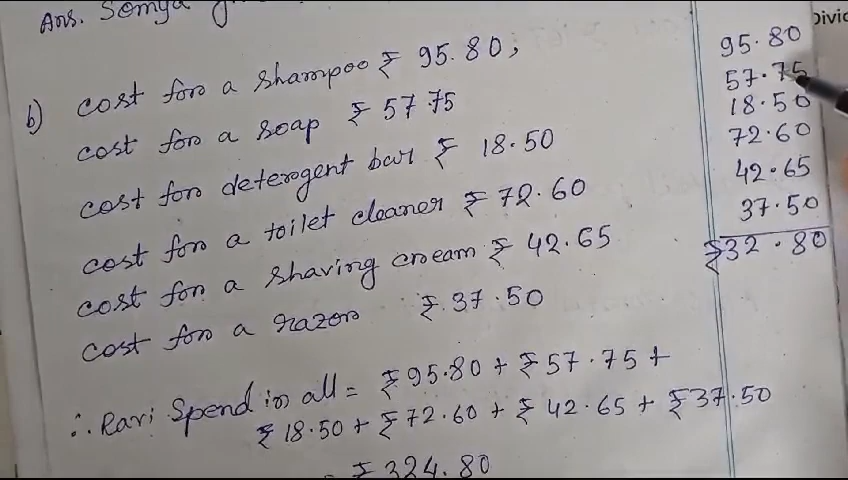 Ans. Somya
b) cost for a shampoo ₹ 95.80,
cost for a soap ₹ 57.75
cost for detergent bar ₹ 18.50
cost for a toilet cleaner ₹ 72.60
cost for a shaving cream ₹ 42.65
cost for a razor ₹ 37.50
∴ Ravi Spend in all = ₹ 95.80 + ₹ 57.75 +
₹ 18.50 + ₹ 72.60 + ₹ 42.65 + ₹ 37.50
= ₹ 324.80
95.80
57.75
18.50
72.60
42.65
37.50
₹32.80